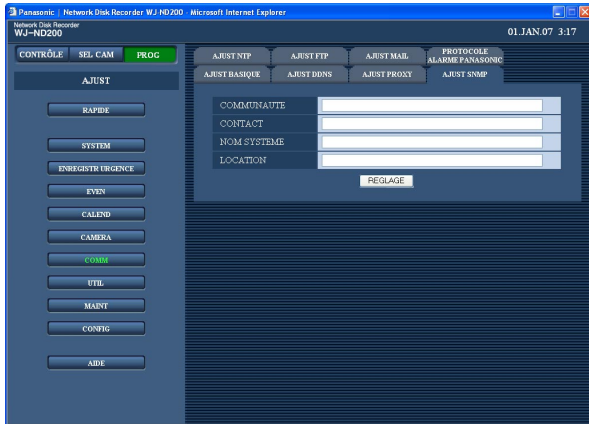 Panasonic | Network Disk Recorder WJ-ND200 - Microsoft Internet Explorer
Network Disk Recorder
WJ-ND200
01.JAN.07 3:17
CONTRÔLE SEL CAM PROG
AJUST
RAPIDE
SYSTEM
ENREGISTR URGENCE
EVEN
CALEND
CAMERA
COMM
UTIL
MAINT
CONFIG
AIDE
AJUST NTP AJUST FTP AJUST MAIL PROTOCOLE
ALARME PANASONIC
AJUST BASIQUE AJUST DDNS AJUST PROXY AJUST SNMP
COMMUNAUTE
CONTACT
NOM SYSTEME
LOCATION
REGLAGE